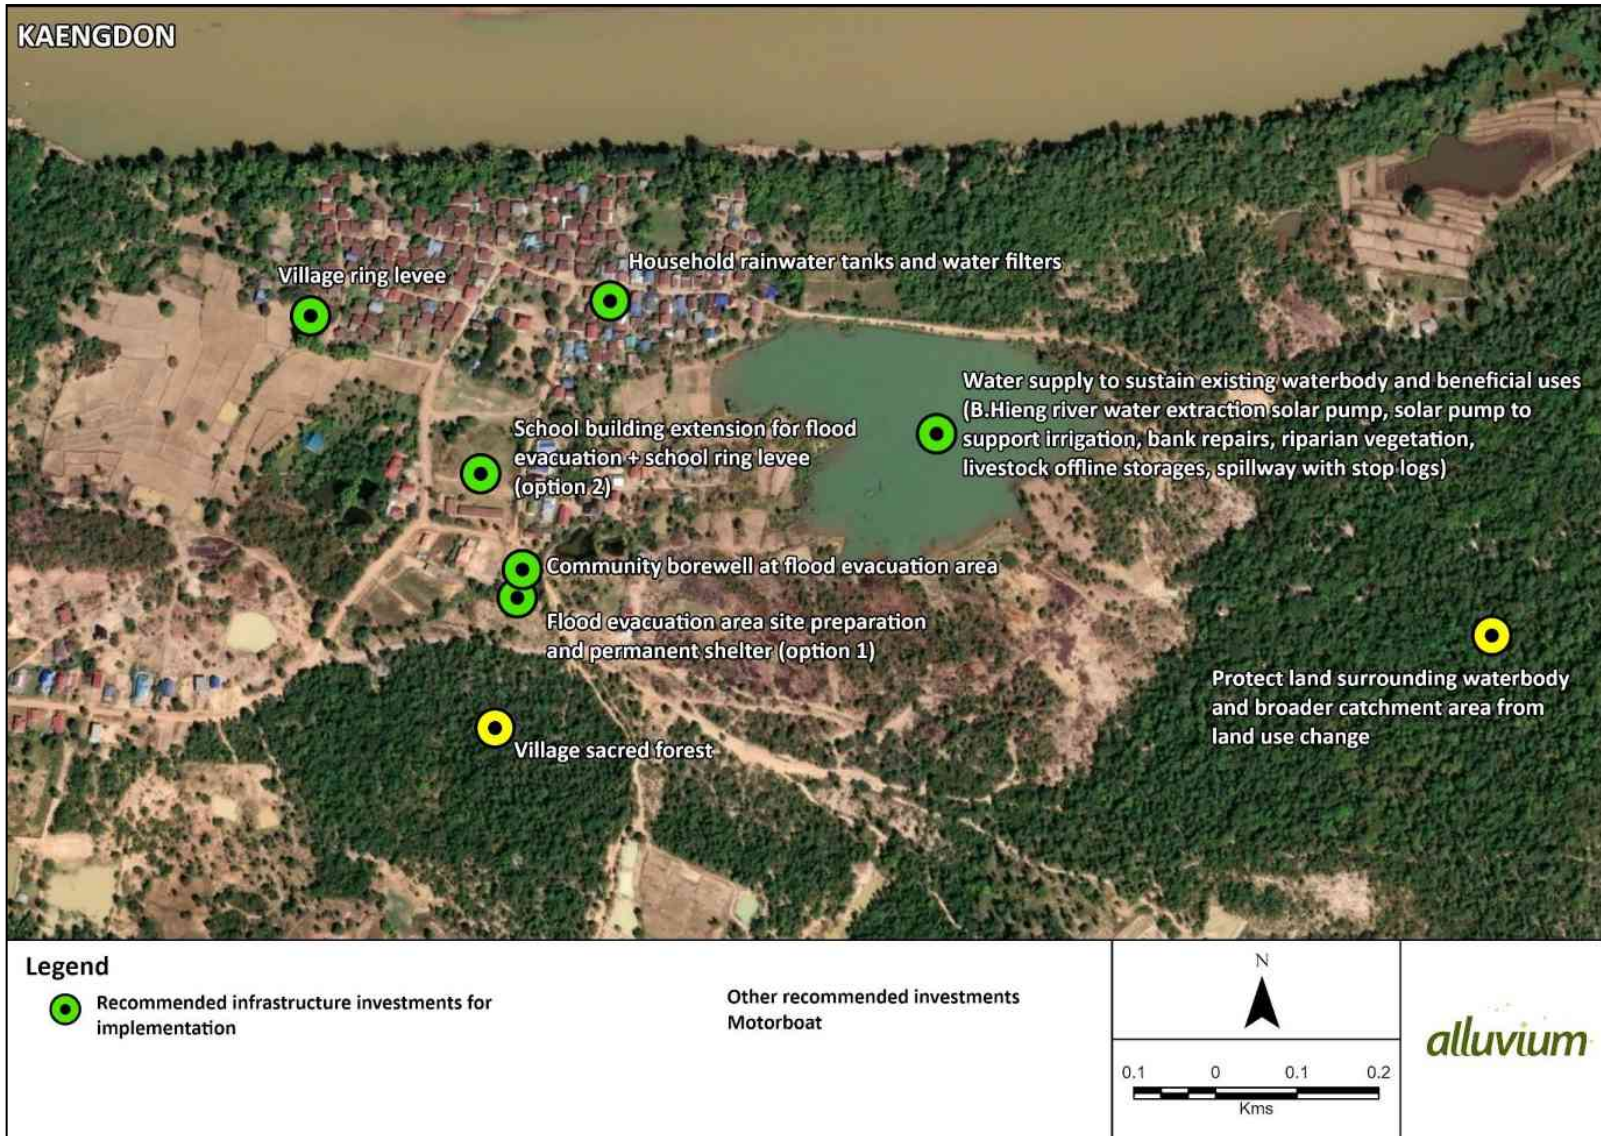 KAENGDON
Village ring levee
Household rainwater tanks and water filters
Water supply to sustain existing waterbody and beneficial uses
(B.Hieng river water extraction solar pump, solar pump to
support irrigation, bank repairs, riparian vegetation,
livestock offline storages, spillway with stop logs)
School building extension for flood
evacuation + school ring levee
(option 2)
Community borewell at flood evacuation area
Flood evacuation area site preparation
and permanent shelter (option 1)
Protect land surrounding waterbody
and broader catchment area from
land use change
Village sacred forest
Legend
Recommended infrastructure investments for
implementation
Other recommended investments
Motorboat
N
0.1 0 0.1 0.2
Kms
alluvium